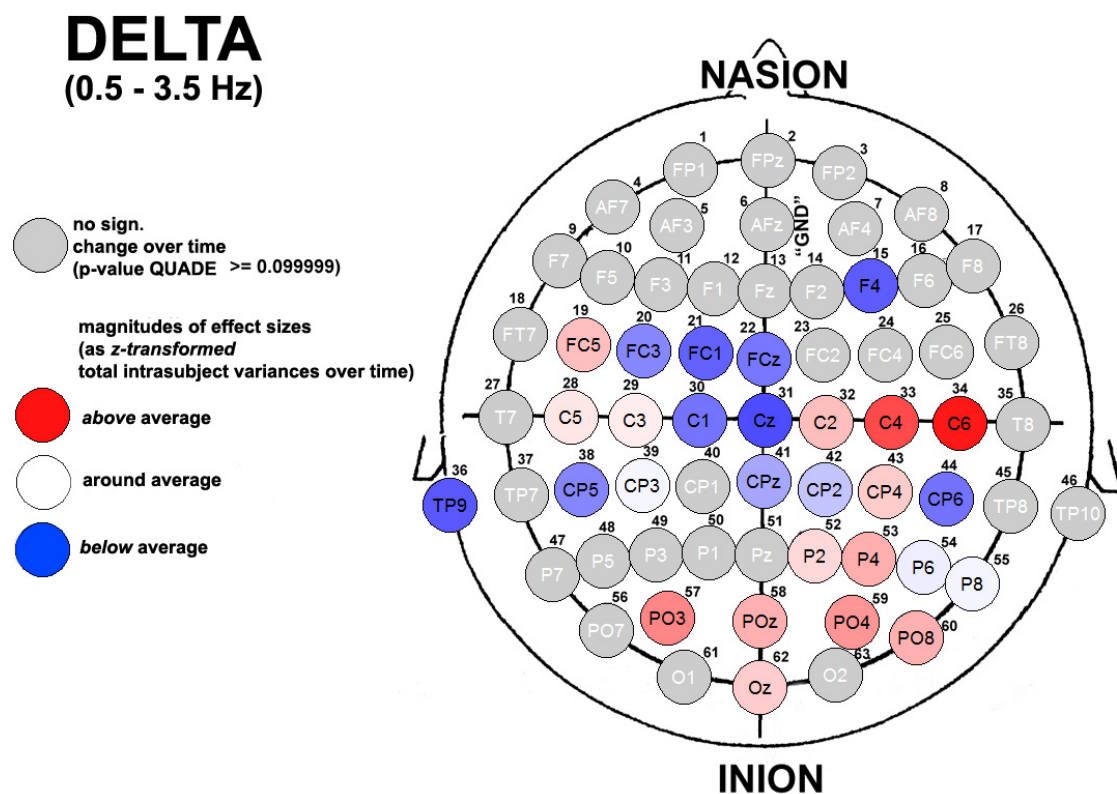 DELTA
(0.5 - 3.5 Hz)
NASION
no sign.
change over time
(p-value QUADE >= 0.099999)
magnitudes of effect sizes
(as z-transformed
total intrasubject variances over time)
above average
around average
below average
1 2 3
FP1 FPz FP2
4 5 6 7 8
AF7 AF3 AFz AF4 AF8
"GND"
9 10 11 12 13 14 15 16 17
F7 F5 F3 F1 Fz F2 F4 F6 F8
18 19 20 21 22 23 24 25 26
FT7 FC5 FC3 FC1 FCz FC2 FC4 FC6 FT8
27 28 29 30 31 32 33 34 35
T7 C5 C3 C1 Cz C2 C4 C6 T8
36 37 38 39 40 41 42 43 44 45 46
TP9 TP7 CP5 CP3 CP1 CPz CP2 CP4 CP6 TP8 TP10
47 48 49 50 51 52 53 54 55
P7 P5 P3 P1 Pz P2 P4 P6 P8
56 57 58 59 60
PO7 PO3 POz PO4 PO8
61 62 63
O1 Oz O2
INION